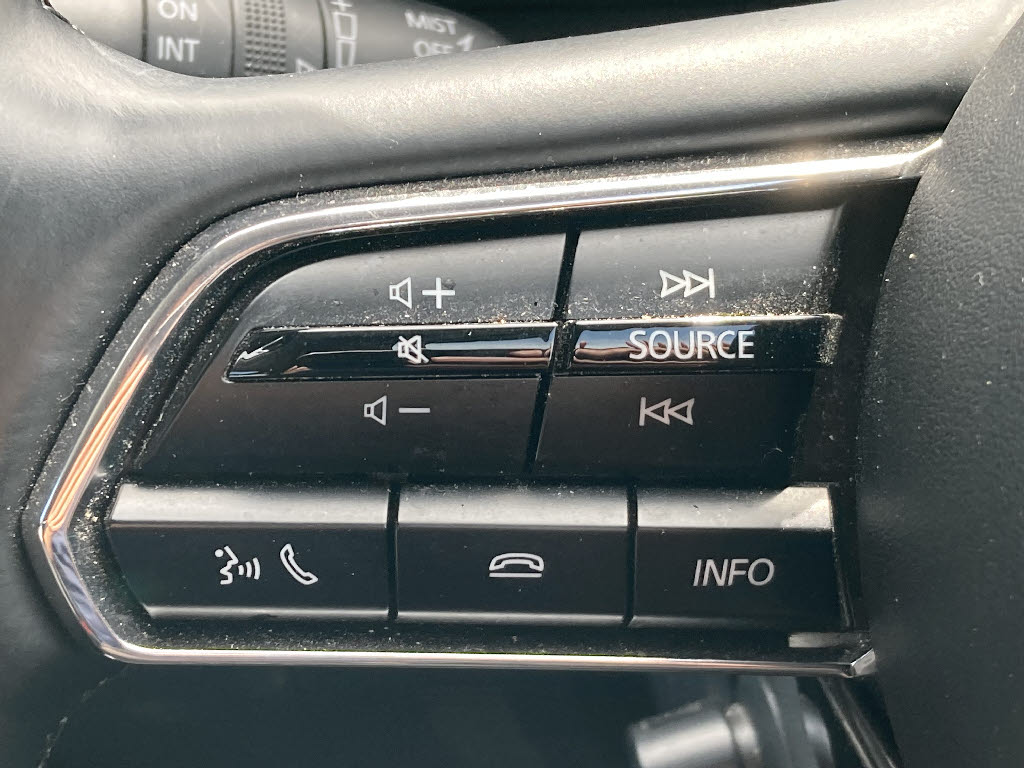 ON
INT
MIST
OFF
+
SOURCE
−
INFO